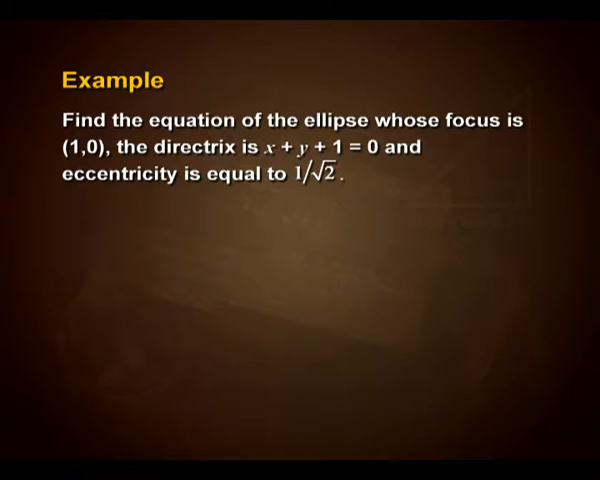 Example
Find the equation of the ellipse whose focus is
(1,0), the directrix is x + y + 1 = 0 and
eccentricity is equal to 1/√2 .